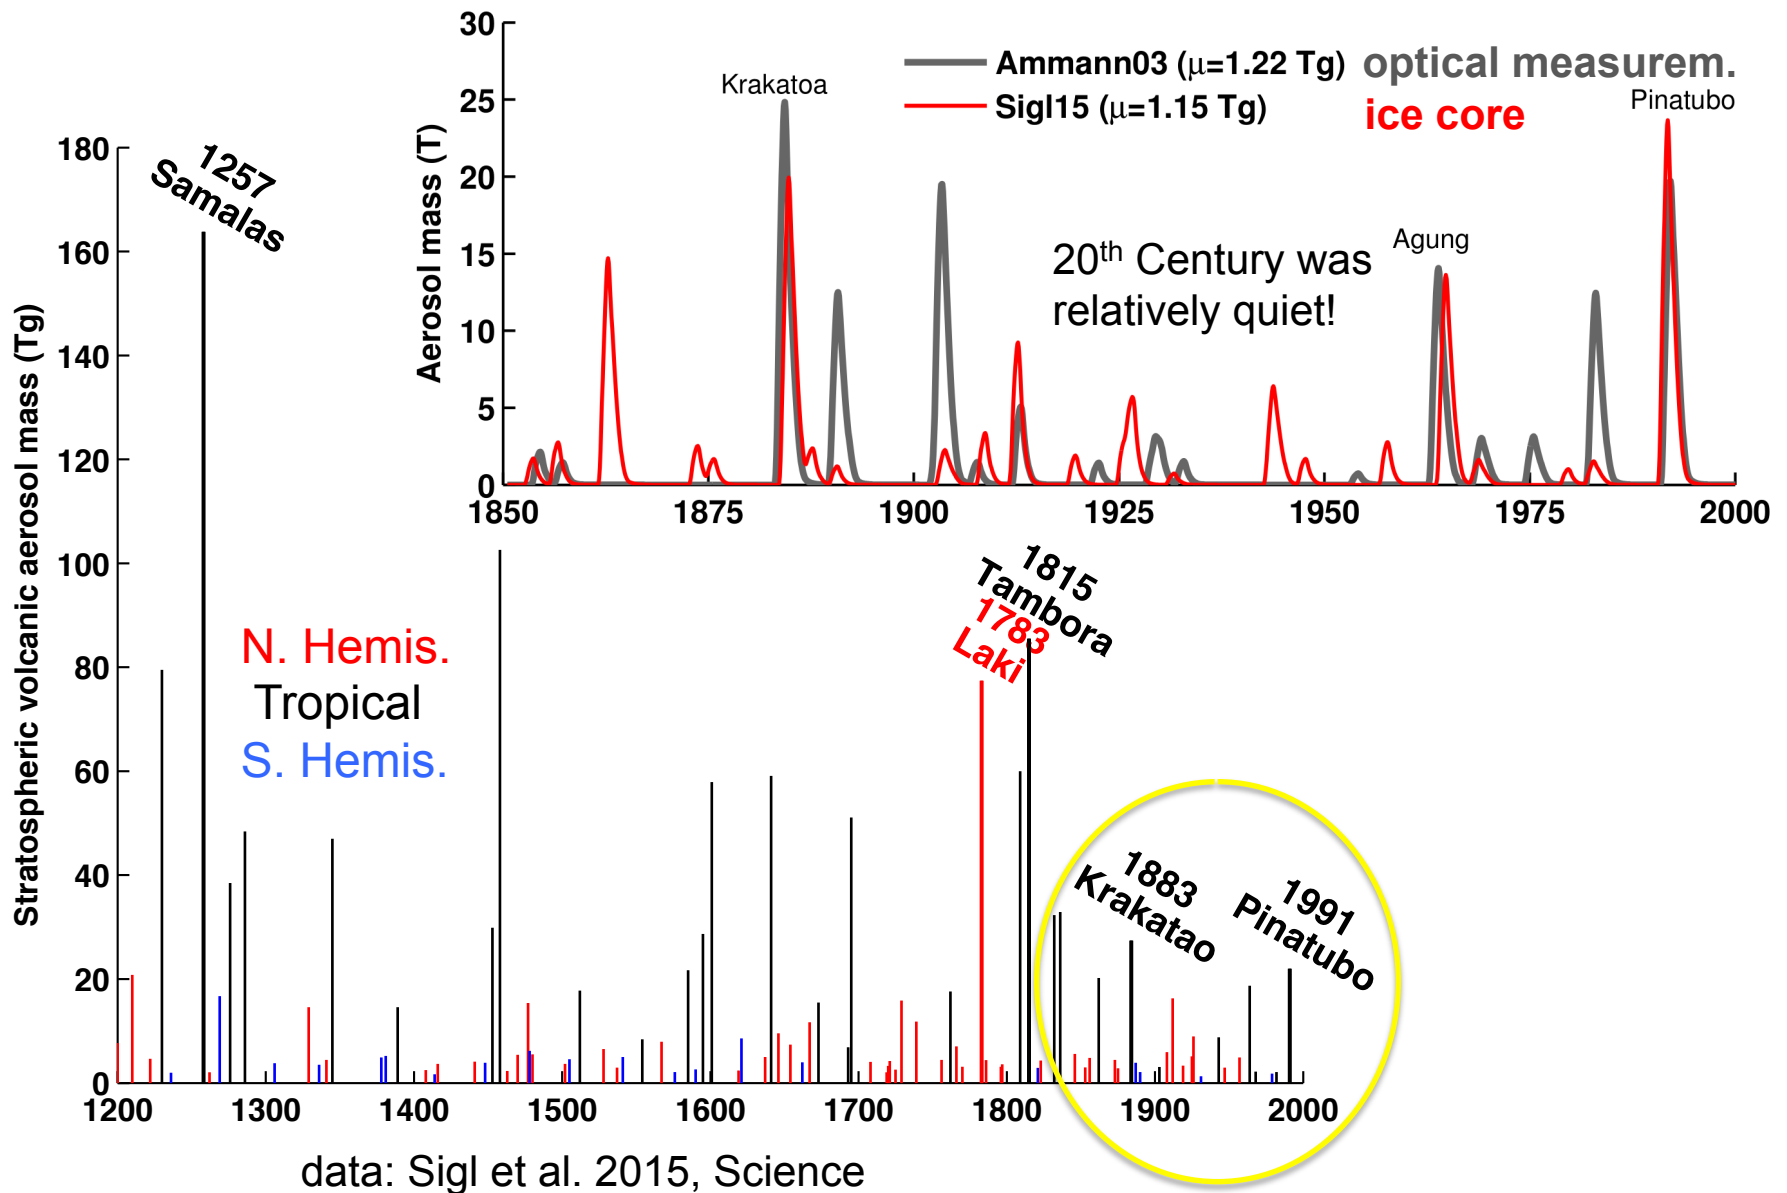 30
25
20
15
10
5
0
Aerosol mass (T)
Ammann03 (μ=1.22 Tg) optical measurem.
Sigl15 (μ=1.15 Tg) ice core
Krakatoa
Pinatubo
Agung
20th Century was
relatively quiet!
1850 1875 1900 1925 1950 1975 2000
180
160
140
120
100
80
60
40
20
0
Stratospheric volcanic aerosol mass (Tg)
1257
Samalas
N. Hemis.
Tropical
S. Hemis.
1815
Tambora
1783
Laki
1883
Krakatao
1991
Pinatubo
1200 1300 1400 1500 1600 1700 1800 1900 2000
data: Sigl et al. 2015, Science